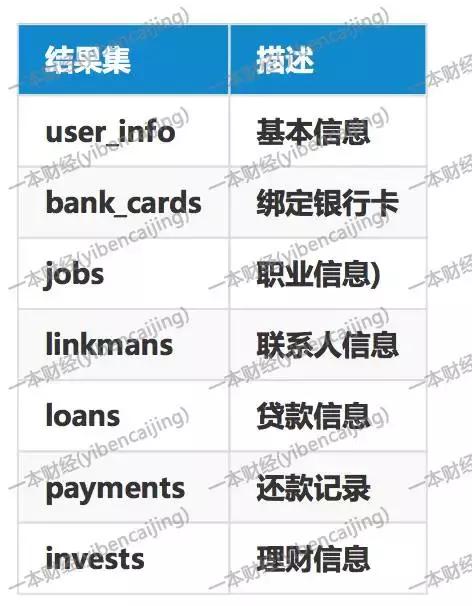 结果集 描述
user_info 基本信息
bank_cards 绑定银行卡
jobs 职业信息)
linkmans 联系人信息
loans 贷款信息
payments 还款记录
invests 理财信息
一本财经(yibencaijing)